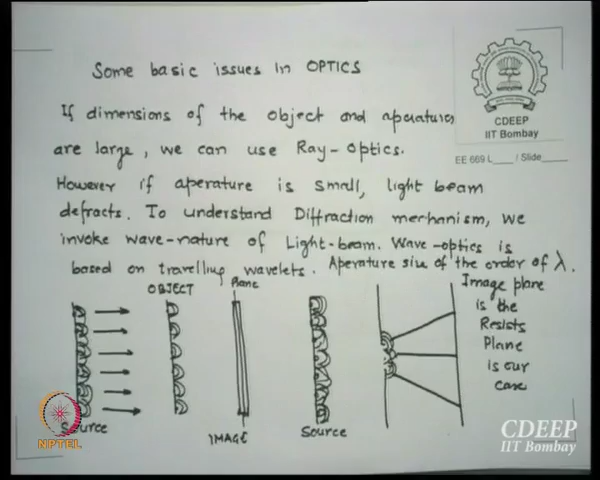 Some basic issues in OPTICS
CDEEP
IIT Bombay
EE 669 L____ / Slide____
If dimensions of the object and aperatures
are large, we can use Ray-optics.
However if aperature is small, light beam
defracts. To understand Diffraction mechanism, we
invoke wave-nature of Light-beam. Wave-optics is
based on travelling wavelets. Aperature size of the order of λ.
OBJECT
Plane
Image plane
is the
Resists
Plane
is our
case
Source
IMAGE
Source
NPTEL
CDEEP
IIT Bombay